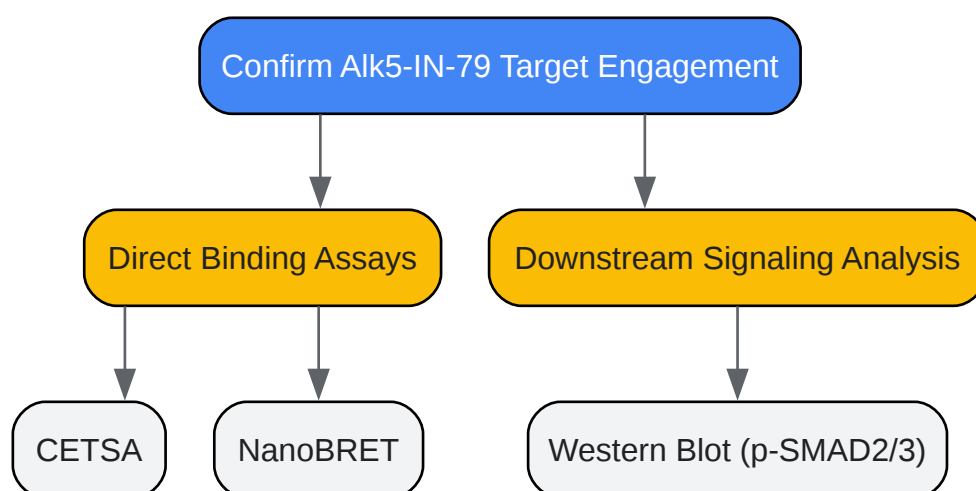 Confirm Alk5-IN-79 Target Engagement
Direct Binding Assays
Downstream Signaling Analysis
CETSA
NanoBRET
Western Blot (p-SMAD2/3)